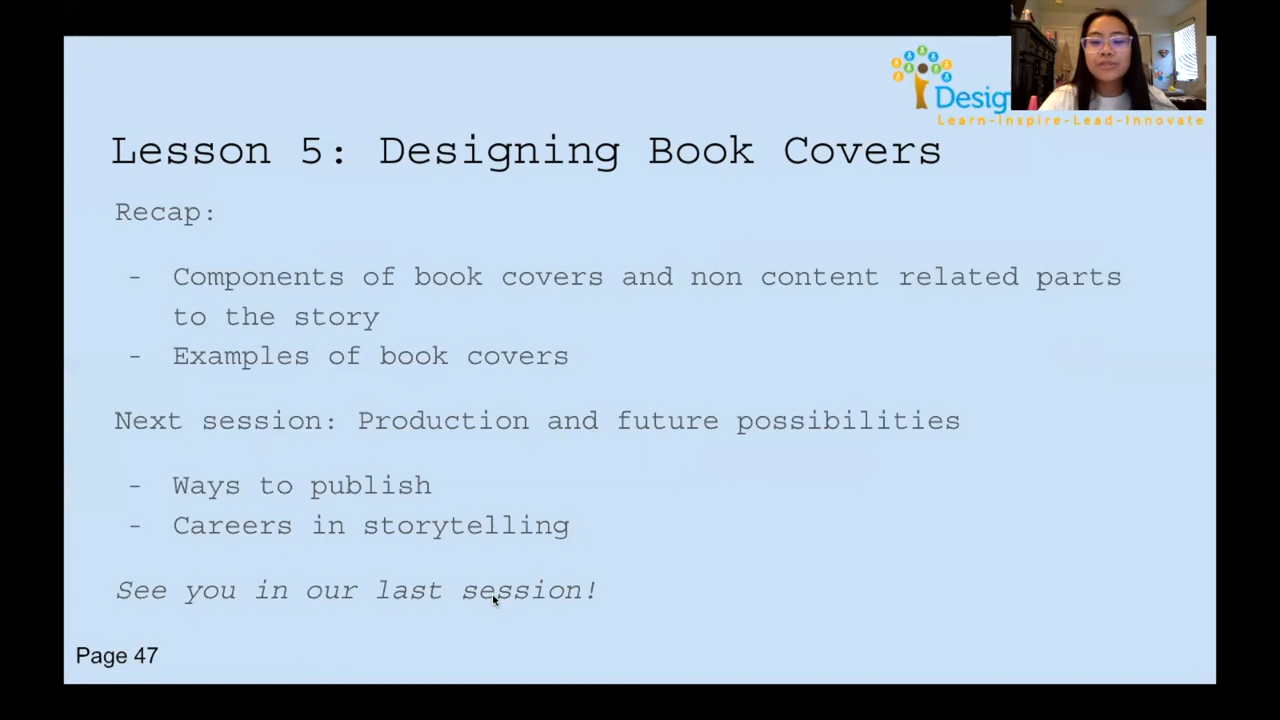 Desig
Learn-Inspire-Lead-Innovate
Lesson 5: Designing Book Covers
Recap:
- Components of book covers and non content related parts
to the story
- Examples of book covers
Next session: Production and future possibilities
- Ways to publish
- Careers in storytelling
See you in our last session!
Page 47